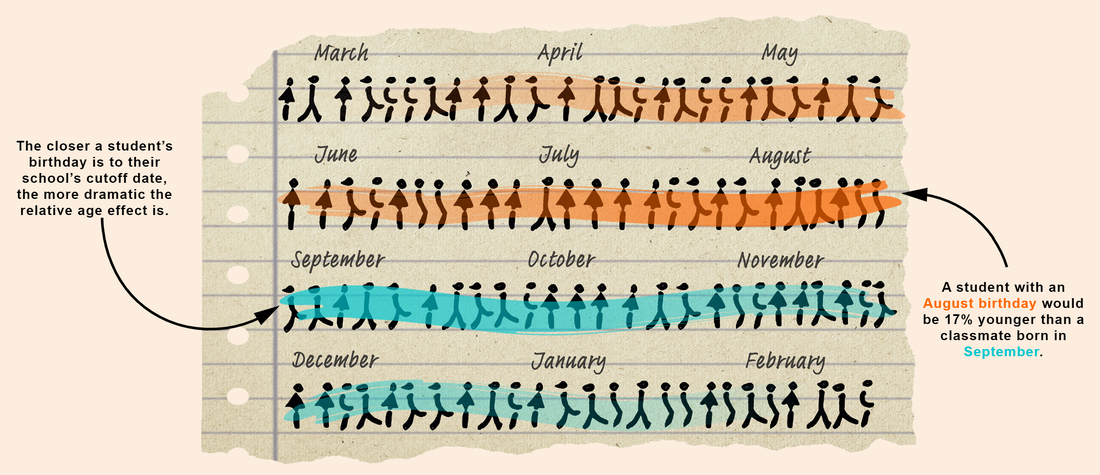 March April May
The closer a student's
birthday is to their
school's cutoff date,
the more dramatic the
relative age effect is.
June July August
September October November
A student with an
August birthday would
be 17% younger than a
classmate born in
September.
December January February